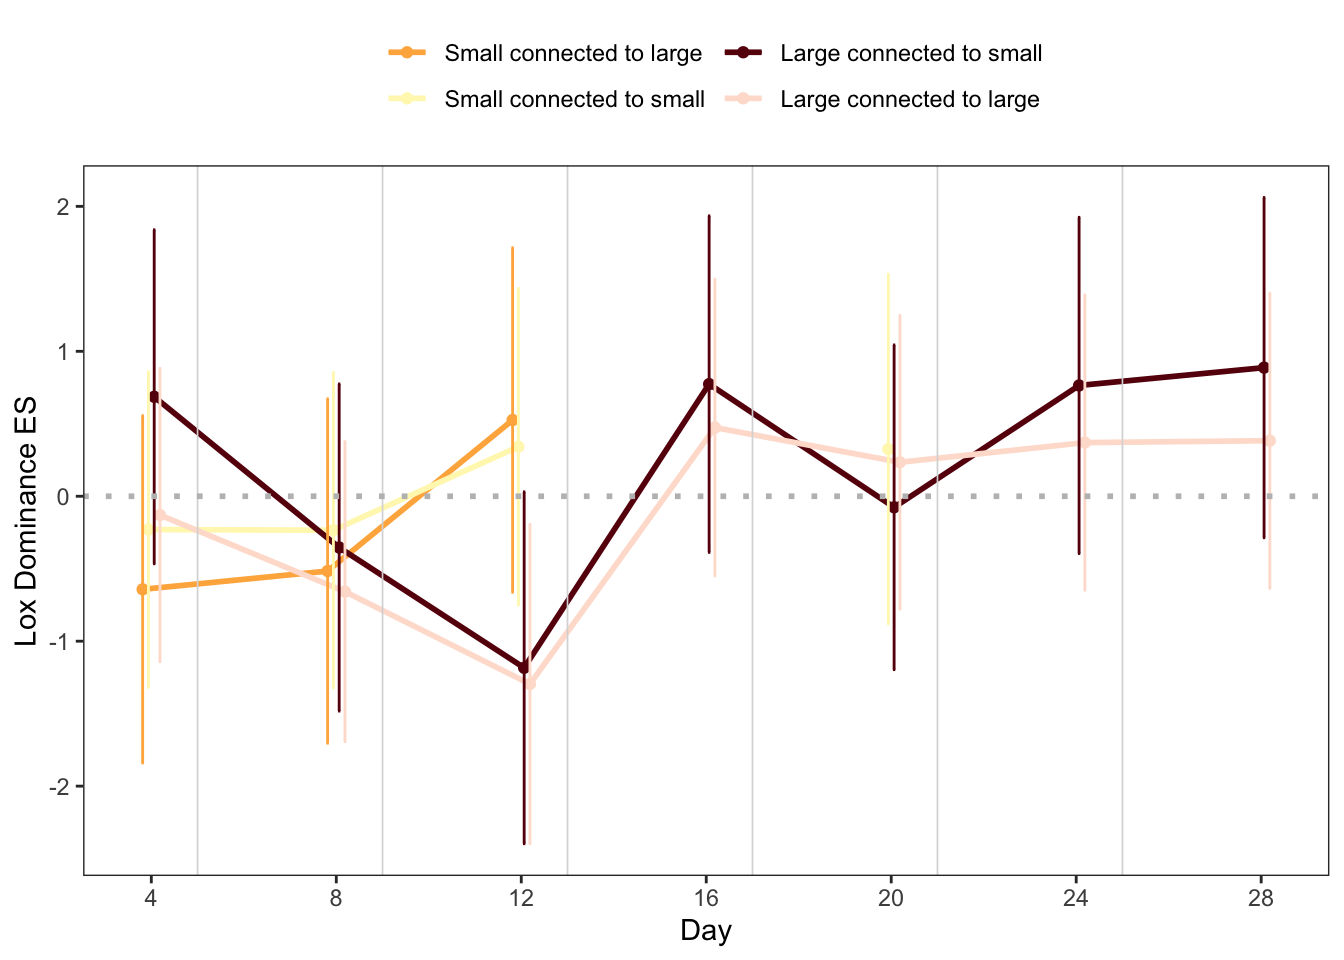 Small connected to large
Large connected to small
Small connected to small
Large connected to large
Lox Dominance ES
2
1
0
-1
-2
4
8
12
16
20
24
28
Day